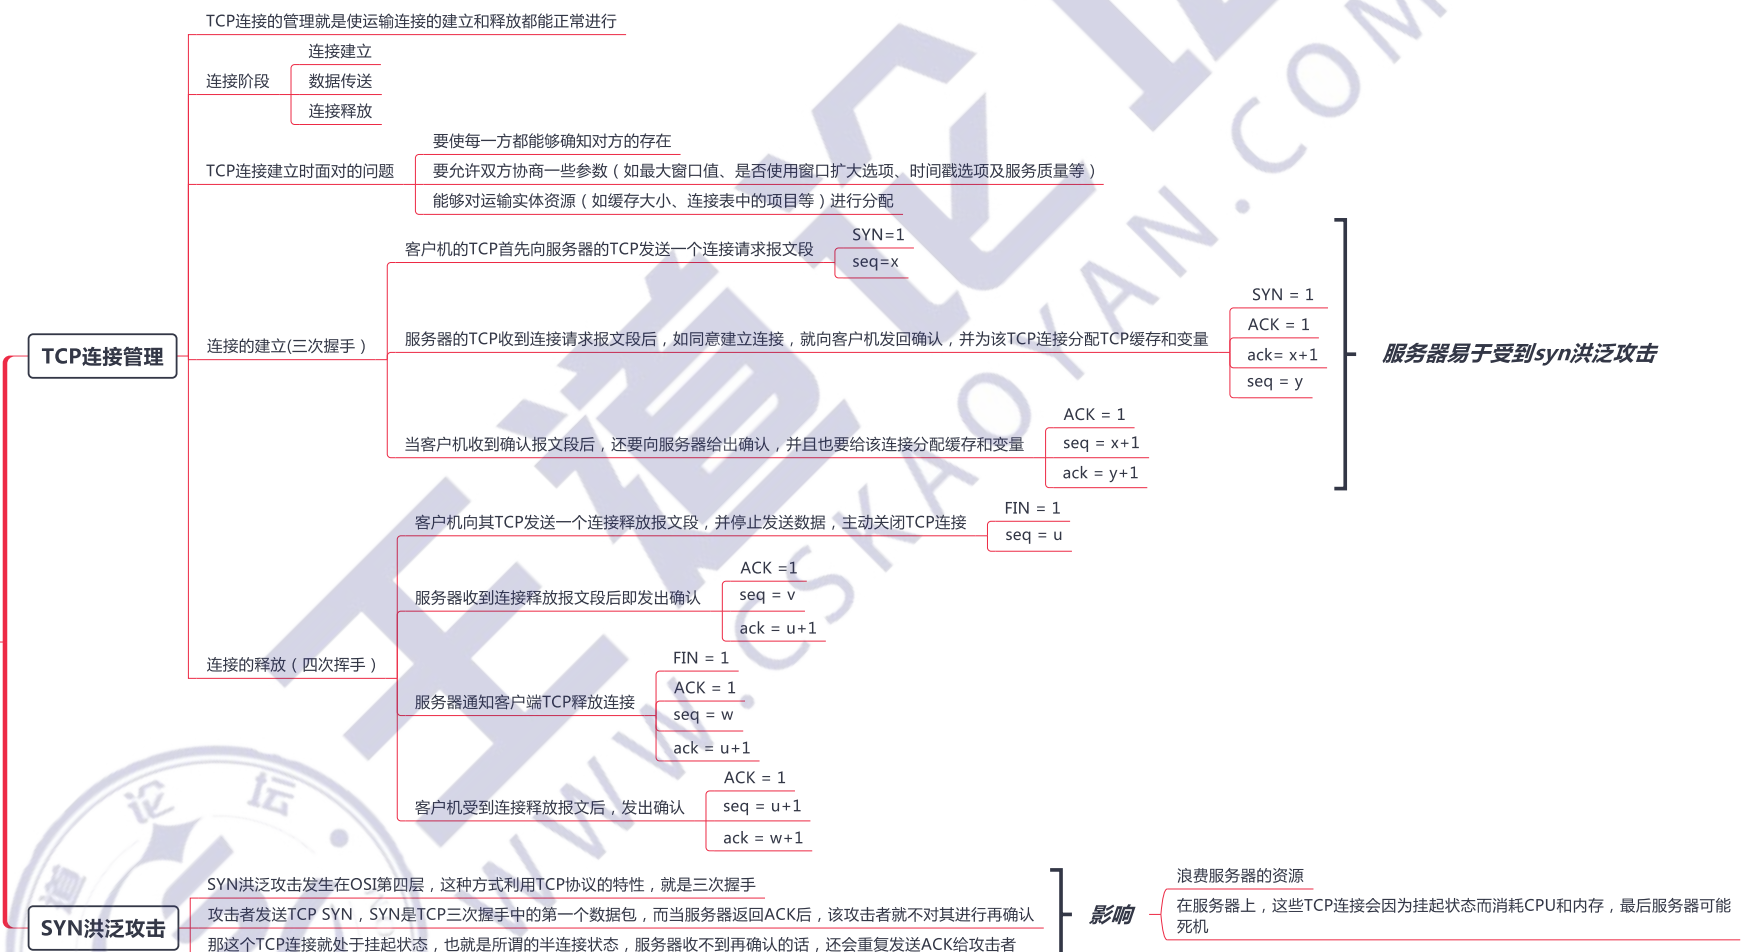 TCP连接的管理就是使运输连接的建立和释放都能正常进行
连接建立
连接阶段
数据传送
连接释放
要使每一方都能够确知对方的存在
TCP连接建立时面对的问题
要允许双方协商一些参数（如最大窗口值、是否使用窗口扩大选项、时间戳选项及服务质量等）
能够对运输实体资源（如缓存大小、连接表中的项目等）进行分配
客户机的TCP首先向服务器的TCP发送一个连接请求报文段
SYN=1
seq=x
TCP连接管理
连接的建立(三次握手）
服务器的TCP收到连接请求报文段后，如同意建立连接，就向客户机发回确认，并为该TCP连接分配TCP缓存和变量
SYN = 1
ACK = 1
ack= x+1
seq = y
服务器易于受到syn洪泛攻击
当客户机收到确认报文段后，还要向服务器给出确认，并且也要给该连接分配缓存和变量
ACK = 1
seq = x+1
ack = y+1
客户机向其TCP发送一个连接释放报文段，并停止发送数据，主动关闭TCP连接
FIN = 1
seq = u
服务器收到连接释放报文段后即发出确认
ACK =1
seq = v
ack = u+1
连接的释放（四次挥手）
服务器通知客户端TCP释放连接
FIN = 1
ACK = 1
seq = w
ack = u+1
客户机受到连接释放报文后，发出确认
ACK = 1
seq = u+1
ack = w+1
SYN洪泛攻击
SYN洪泛攻击发生在OSI第四层，这种方式利用TCP协议的特性，就是三次握手
攻击者发送TCP SYN，SYN是TCP三次握手中的第一个数据包，而当服务器返回ACK后，该攻击者就不对其进行再确认
那这个TCP连接就处于挂起状态，也就是所谓的半连接状态，服务器收不到再确认的话，还会重复发送ACK给攻击者
影响
浪费服务器的资源
在服务器上，这些TCP连接会因为挂起状态而消耗CPU和内存，最后服务器可能
死机
王道论坛
WWW.CSKAOYAN.COM
道论坛